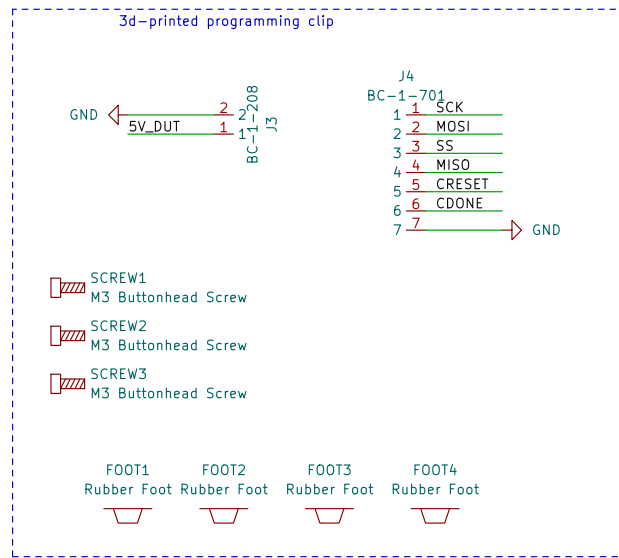 3d-printed programming clip
GND
2
2
5V_DUT
1
1
BC-1-208
J3
J4
BC-1-701
1
1
SCK
2
2
MOSI
3
3
SS
4
4
MISO
5
5
CRESET
6
6
CDONE
7
7
GND
SCREW1
M3 Buttonhead Screw
SCREW2
M3 Buttonhead Screw
SCREW3
M3 Buttonhead Screw
FOOT1
Rubber Foot
FOOT2
Rubber Foot
FOOT3
Rubber Foot
FOOT4
Rubber Foot